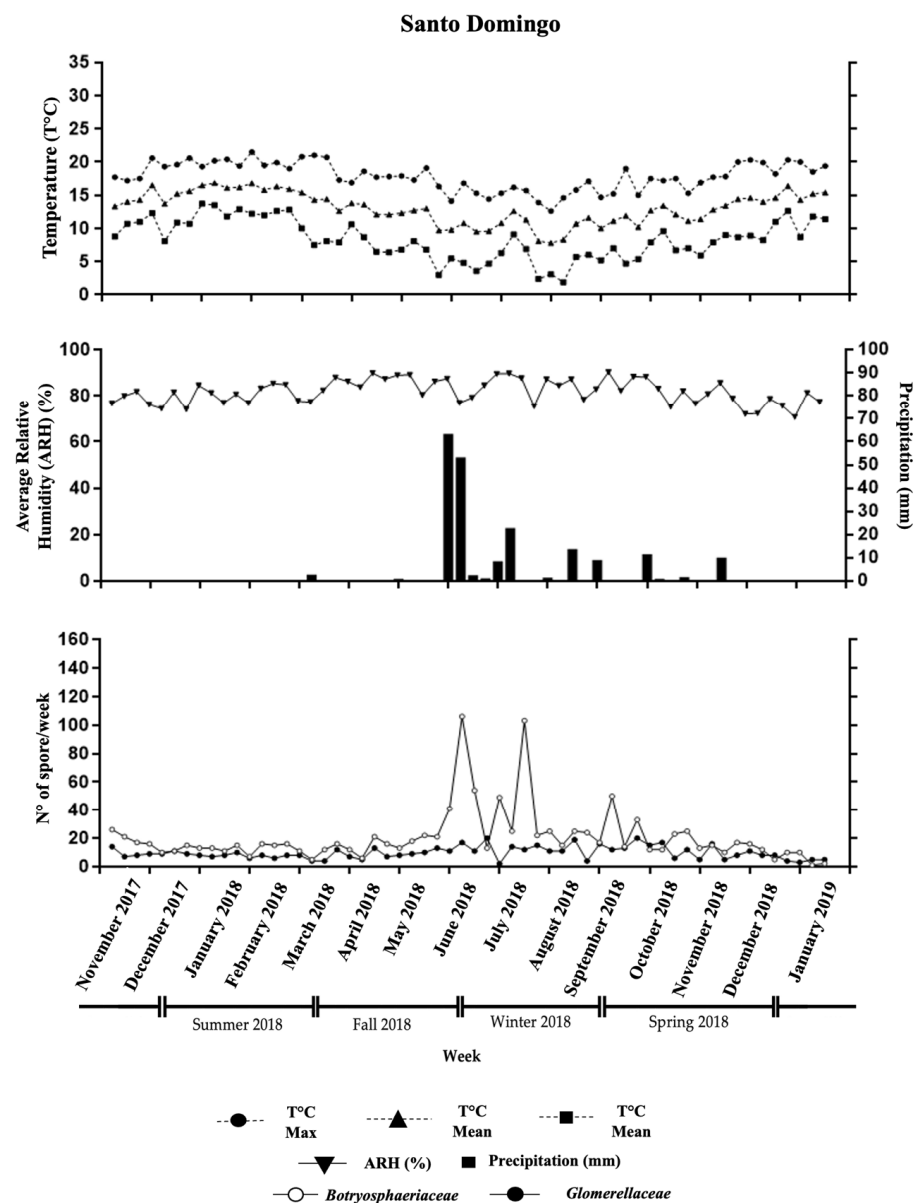 Santo Domingo
Temperature (T°C)
35
30
25
20
15
10
5
0
Average Relative
Humidity (ARH) (%)
100
80
60
40
20
0
100
90
80
70
60
50
40
30
20
10
0
Precipitation
(mm)
N° of spore/week
160
140
120
100
80
60
40
20
0
November 2017
December 2017
January 2018
February 2018
March 2018
April 2018
May 2018
June 2018
July 2018
August 2018
September 2018
October 2018
November 2018
December 2018
January 2019
Summer 2018
Fall 2018
Winter 2018
Spring 2018
Week
T°C
Max
T°C
Mean
T°C
Mean
ARH (%)
Precipitation (mm)
Botryosphaeriaceae
Glomerellaceae